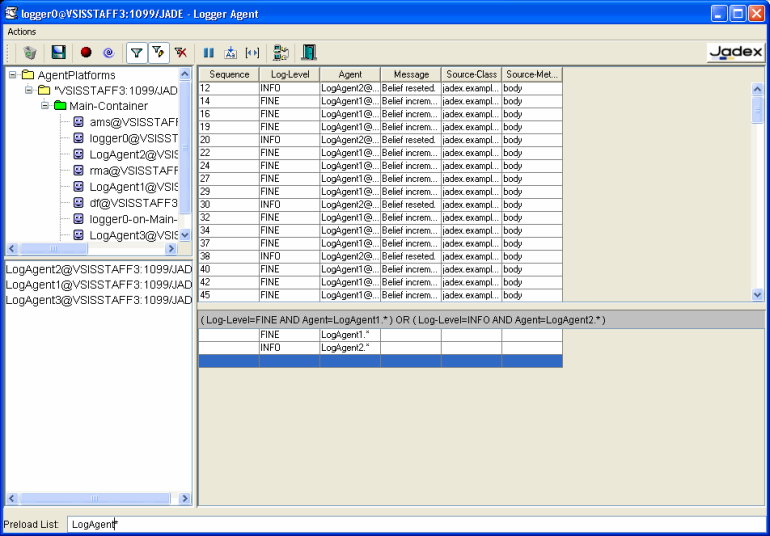 logger0@VSISSTAFF3:1099/JADE - Logger Agent
Actions
Jadex
AgentPlatforms
"VSISSTAFF3:1099/JAD
Main-Container
ams@VSISSTAFF
logger0@VSISST
LogAgent2@VSIS
rma@VSISSTAFF
LogAgent1@VSIS
df@VSISSTAFF3
logger0-on-Main-
LogAgent3@VSIS
LogAgent2@VSISSTAFF3:1099/JAD
LogAgent1@VSISSTAFF3:1099/JAD
LogAgent3@VSISSTAFF3:1099/JAD
Sequence Log-Level Agent Message Source-Class Source-Met...
12 INFO LogAgent2@... Belief reseted. jadex.exampl... body
14 FINE LogAgent1@... Belief increm... jadex.exampl... body
16 FINE LogAgent1@... Belief increm... jadex.exampl... body
19 FINE LogAgent1@... Belief increm... jadex.exampl... body
20 INFO LogAgent2@... Belief reseted. jadex.exampl... body
22 FINE LogAgent1@... Belief increm... jadex.exampl... body
24 FINE LogAgent1@... Belief increm... jadex.exampl... body
27 FINE LogAgent1@... Belief increm... jadex.exampl... body
29 FINE LogAgent1@... Belief increm... jadex.exampl... body
30 INFO LogAgent2@... Belief reseted. jadex.exampl... body
32 FINE LogAgent1@... Belief increm... jadex.exampl... body
34 FINE LogAgent1@... Belief increm... jadex.exampl... body
37 FINE LogAgent1@... Belief increm... jadex.exampl... body
38 INFO LogAgent2@... Belief reseted. jadex.exampl... body
40 FINE LogAgent1@... Belief increm... jadex.exampl... body
42 FINE LogAgent1@... Belief increm... jadex.exampl... body
45 FINE LogAgent1@... Belief increm... jadex.exampl... body
( Log-Level=FINE AND Agent=LogAgent1.* ) OR ( Log-Level=INFO AND Agent=LogAgent2.* )
FINE LogAgent1.*
INFO LogAgent2.*
Preload List: LogAgent*